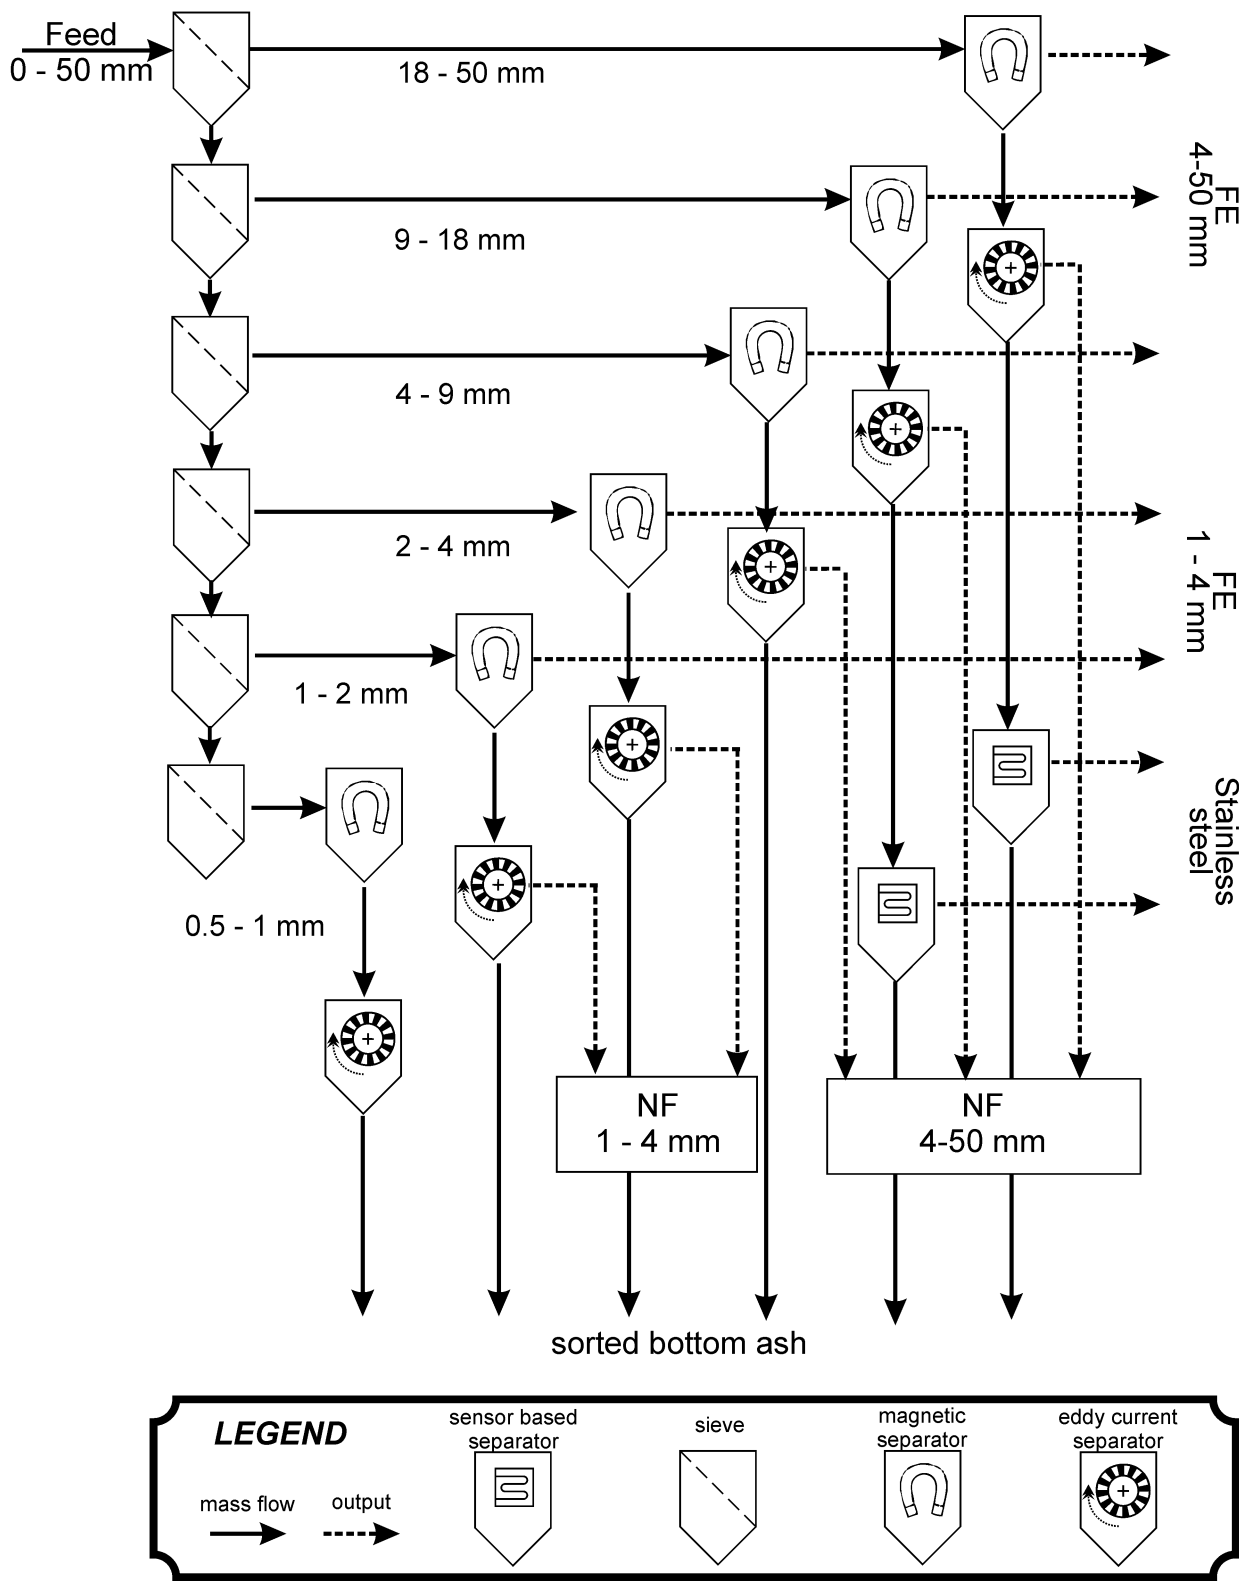 Feed
0 - 50 mm
18 - 50 mm
FE
4-50 mm
9 - 18 mm
4 - 9 mm
2 - 4 mm
FE
1 - 4 mm
1 - 2 mm
Stainless
steel
0.5 - 1 mm
NF
1 - 4 mm
NF
4-50 mm
sorted bottom ash
LEGEND
mass flow
output
sensor based
separator
sieve
magnetic
separator
eddy current
separator